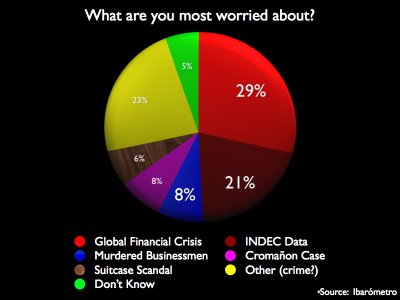 What are you most worried about?
5%
29%
23%
6%
21%
8%
8%
Global Financial Crisis
INDEC Data
Murdered Businessmen
Cromañon Case
Suitcase Scandal
Other (crime?)
Don't Know
*Source: Ibarómetro